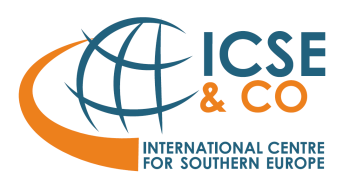 ICSE
& CO
INTERNATIONAL CENTRE
FOR SOUTHERN EUROPE